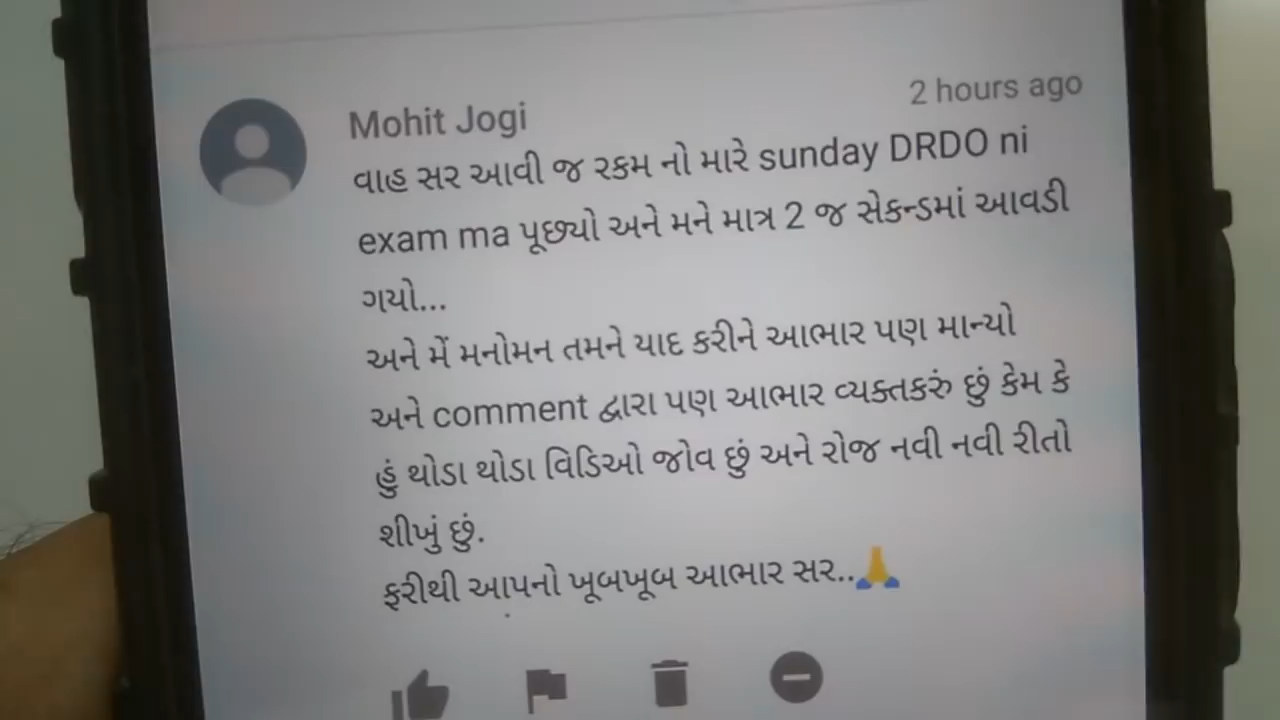 Mohit Jogi
2 hours ago
વાહ સર આવી જ રકમ નો મારે sunday DRDO ni
exam ma પૂછ્યો અને મને માત્ર 2 જ સેકન્ડમાં આવડી
ગયો...
અને મેં મનોમન તમને યાદ કરીને આભાર પણ માન્યો
અને comment દ્વારા પણ આભાર વ્યક્તકરું છું કેમ કે
હું થોડા થોડા વિડિઓ જોવ છું અને રોજ નવી નવી રીતો
શીખું છું.
ફરીથી આપનો ખૂબખૂબ આભાર સર..🙏